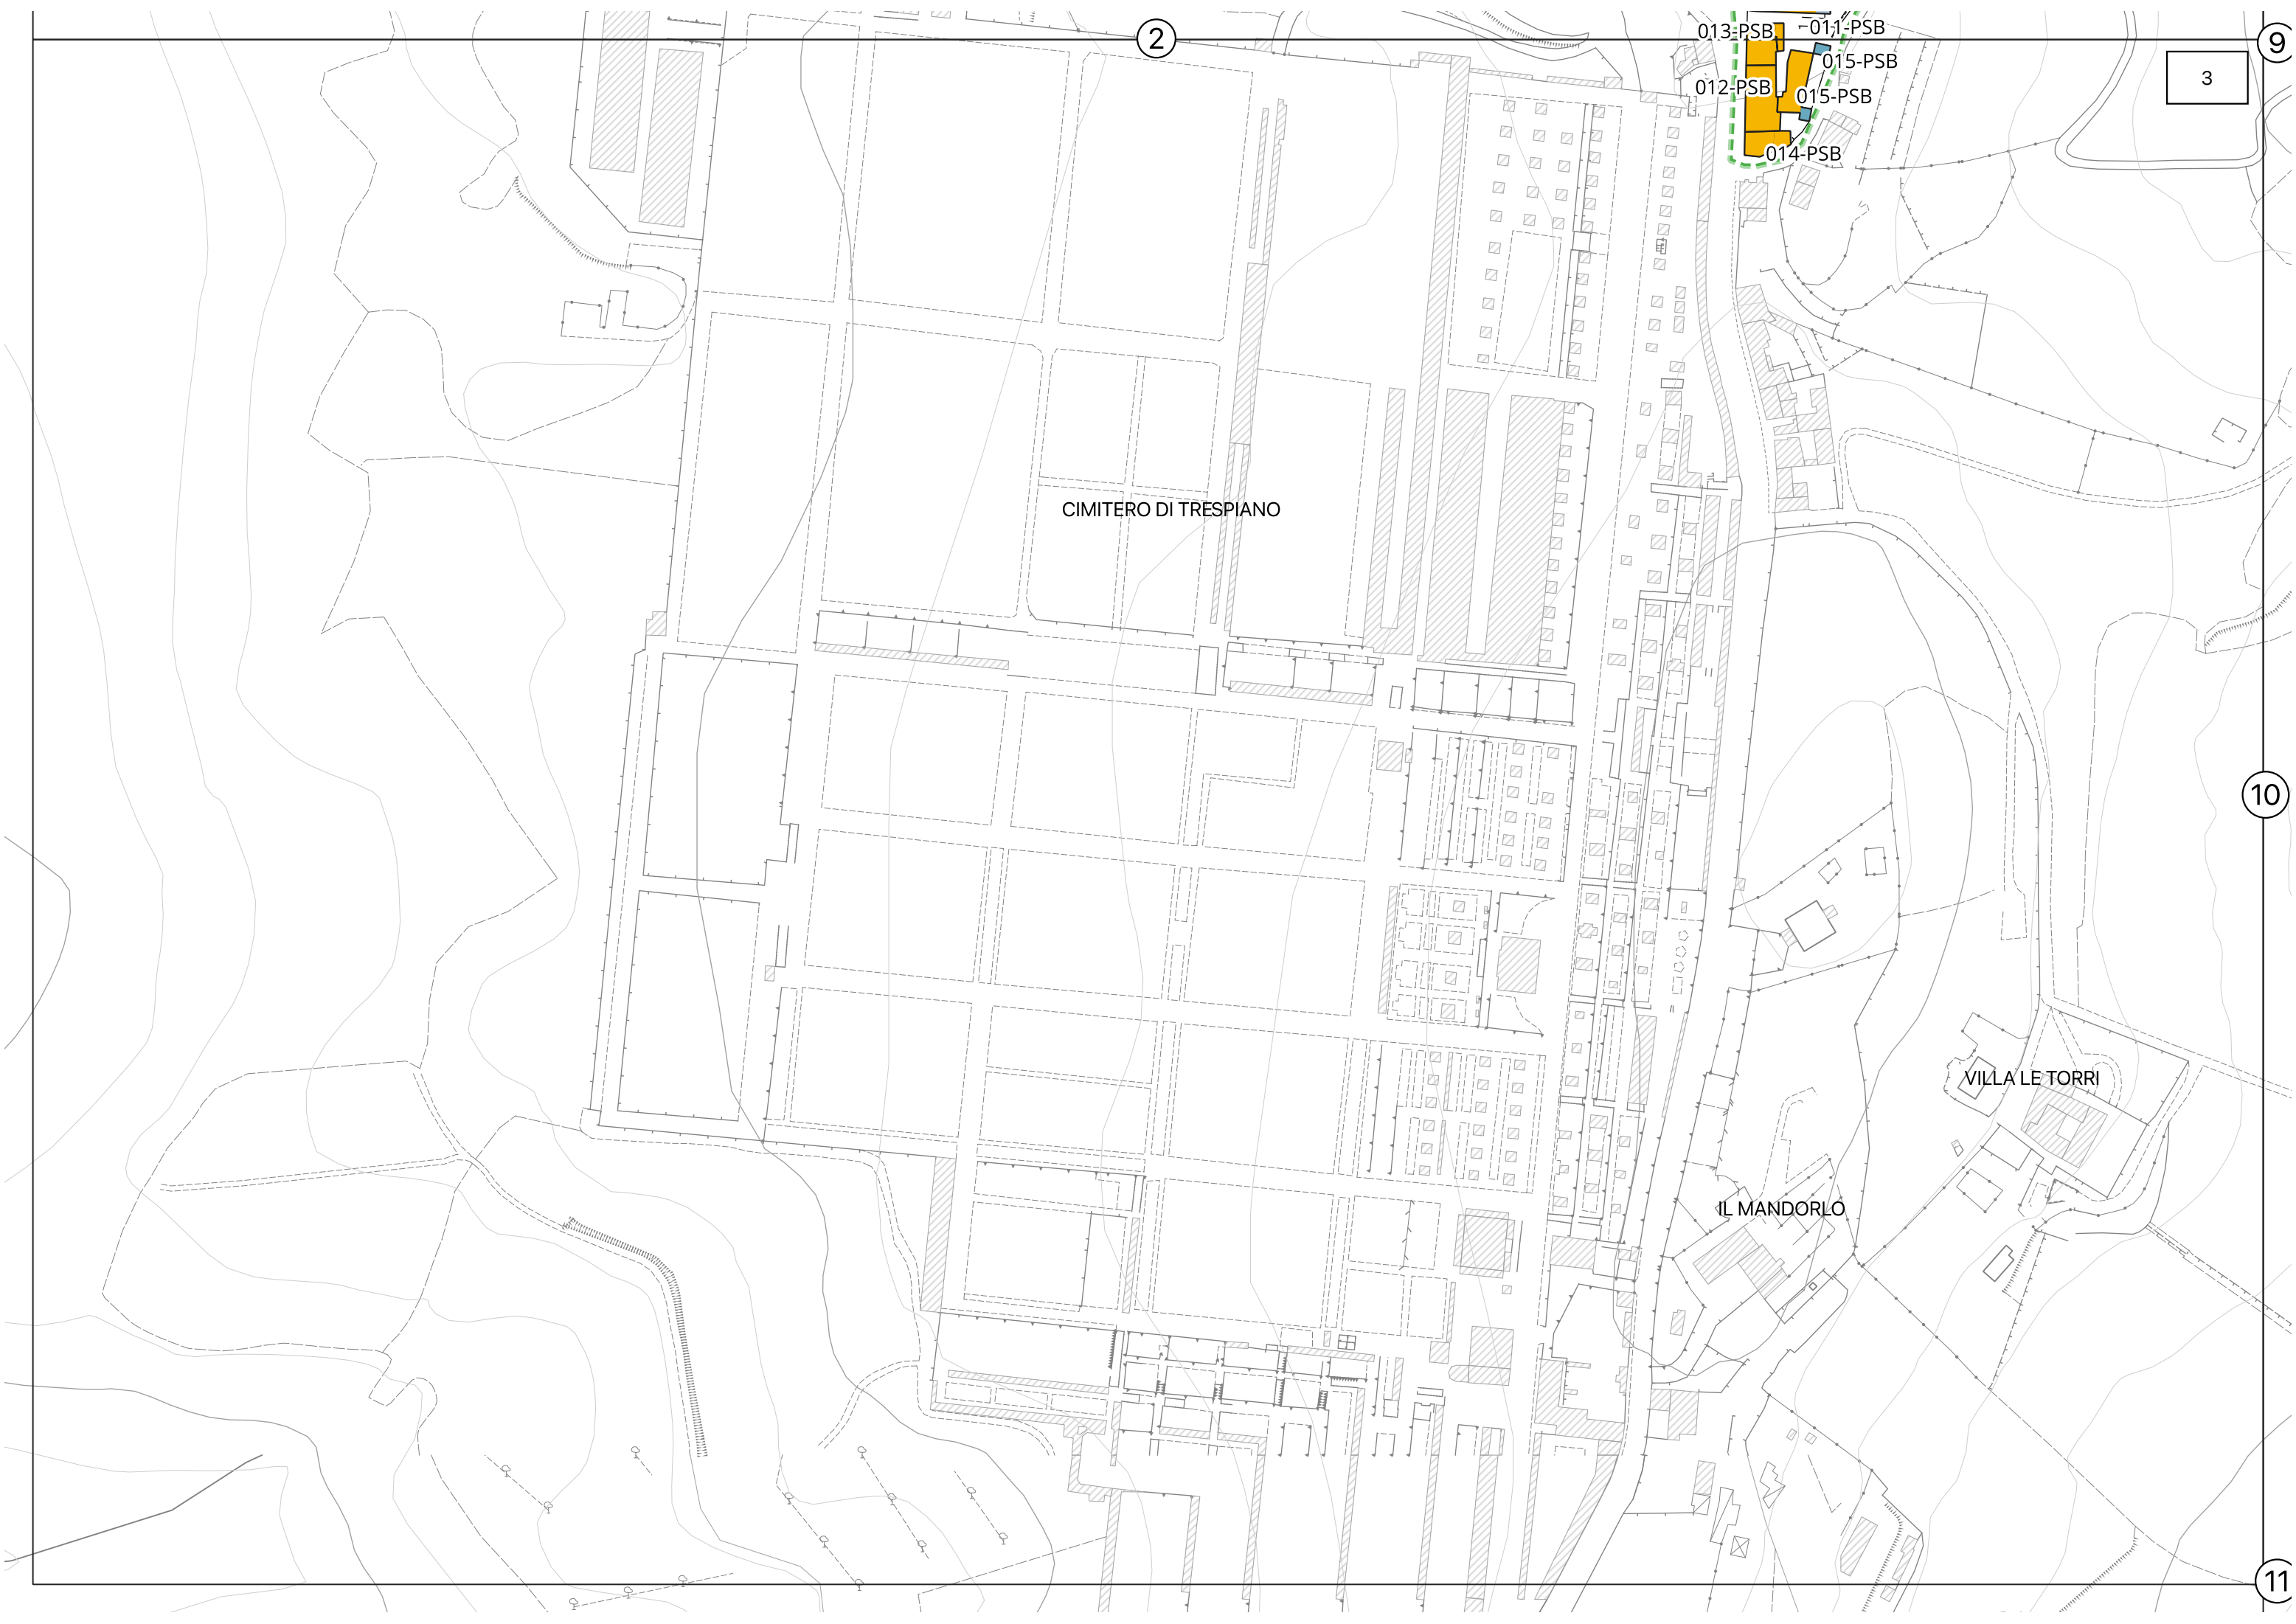 2
9
3
013-PSB
011-PSB
015-PSB
012-PSB
015-PSB
014-PSB
CIMITERO DI TRESPIANO
10
VILLA LE TORRI
IL MANDORLO
11